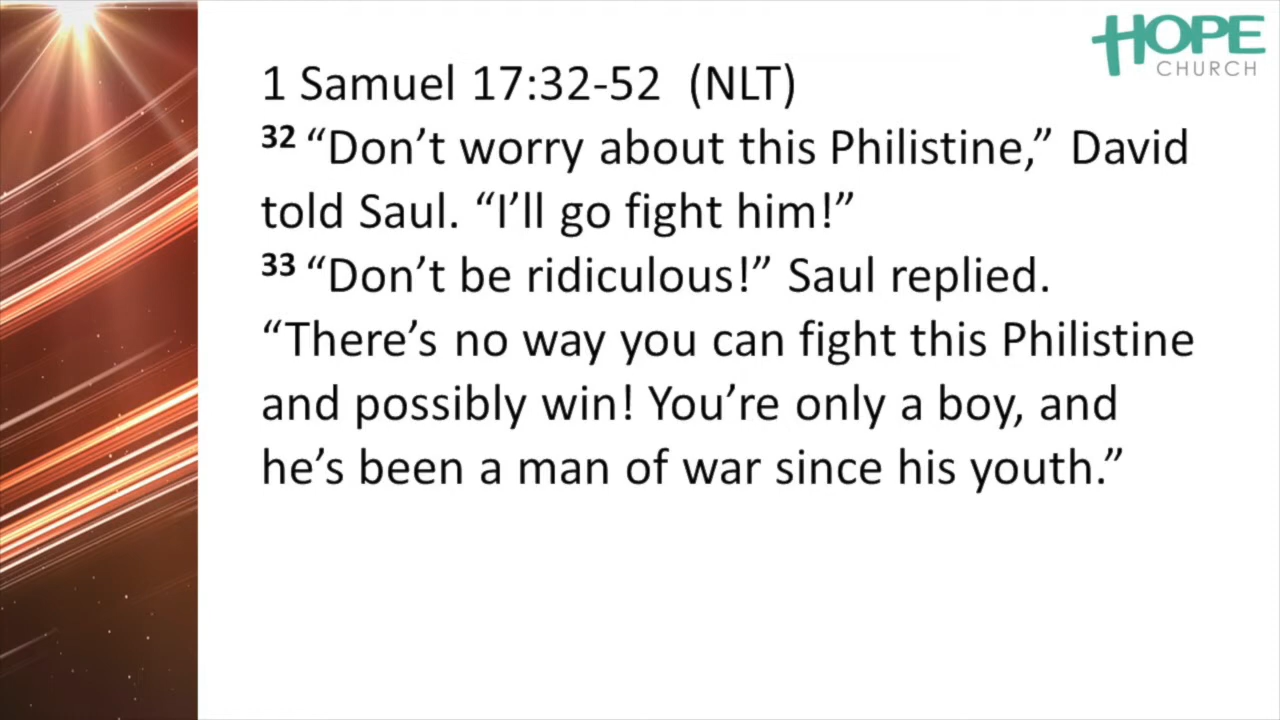 HOPE
CHURCH
1 Samuel 17:32-52 (NLT)
32 “Don’t worry about this Philistine,” David
told Saul. “I’ll go fight him!”
33 “Don’t be ridiculous!” Saul replied.
“There’s no way you can fight this Philistine
and possibly win! You’re only a boy, and
he’s been a man of war since his youth.”